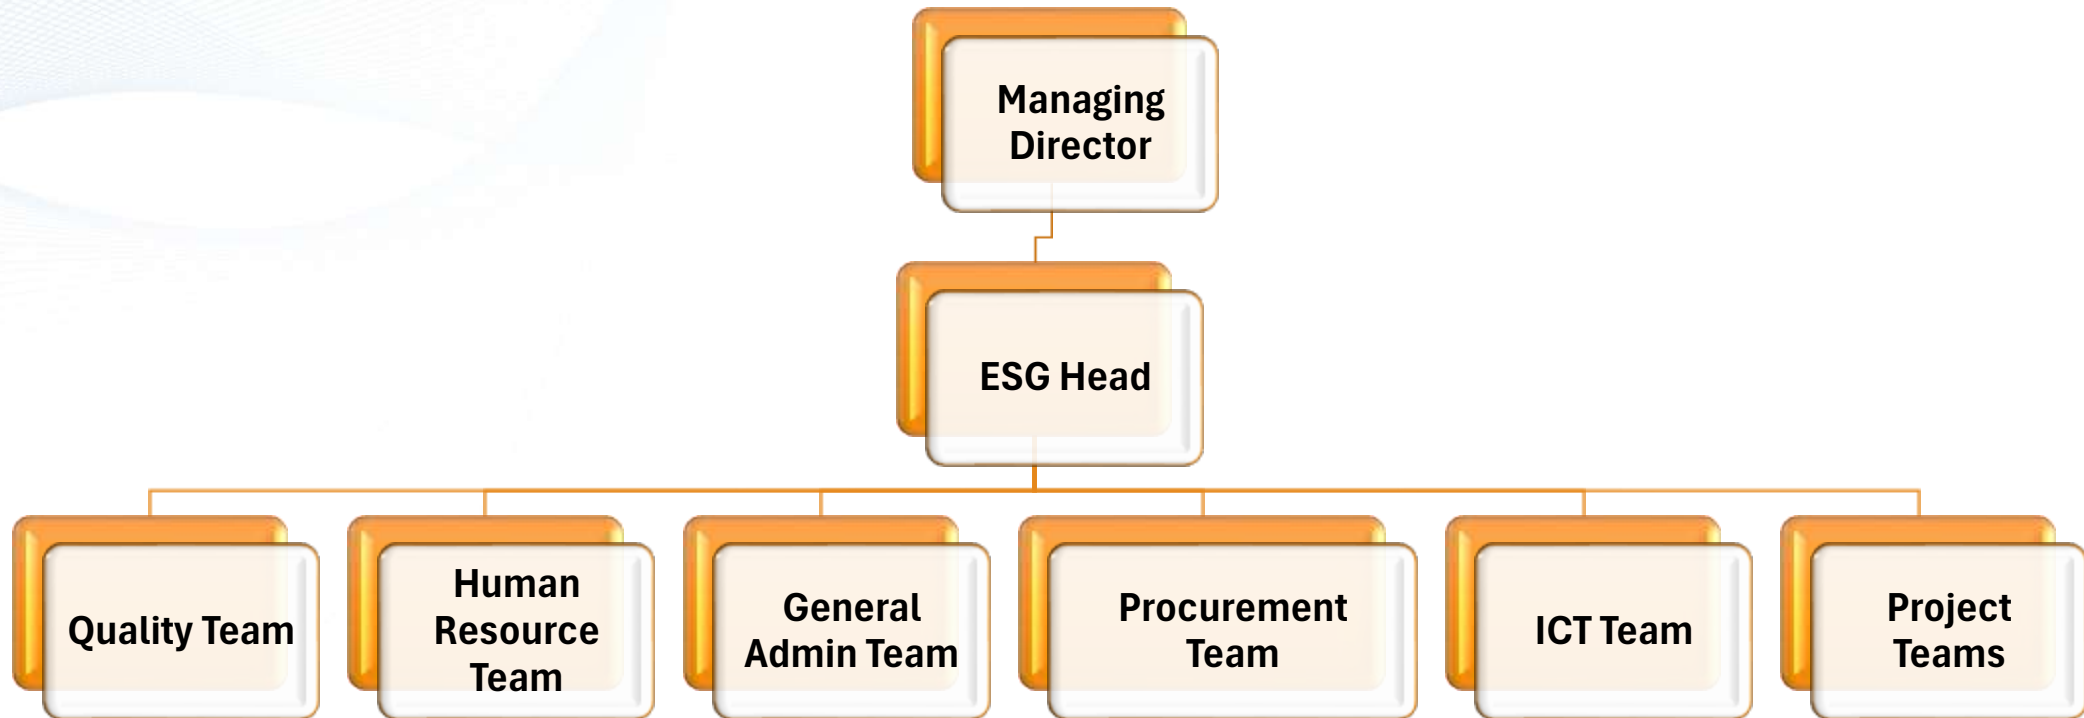 Managing
Director
ESG Head
Quality Team
Human
Resource
Team
General
Admin Team
Procurement
Team
ICT Team
Project
Teams